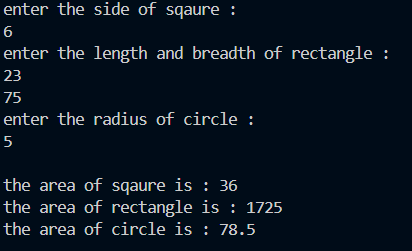 enter the side of sqaure :
6
enter the length and breadth of rectangle :
23
75
enter the radius of circle :
5
the area of sqaure is : 36
the area of rectangle is : 1725
the area of circle is : 78.5